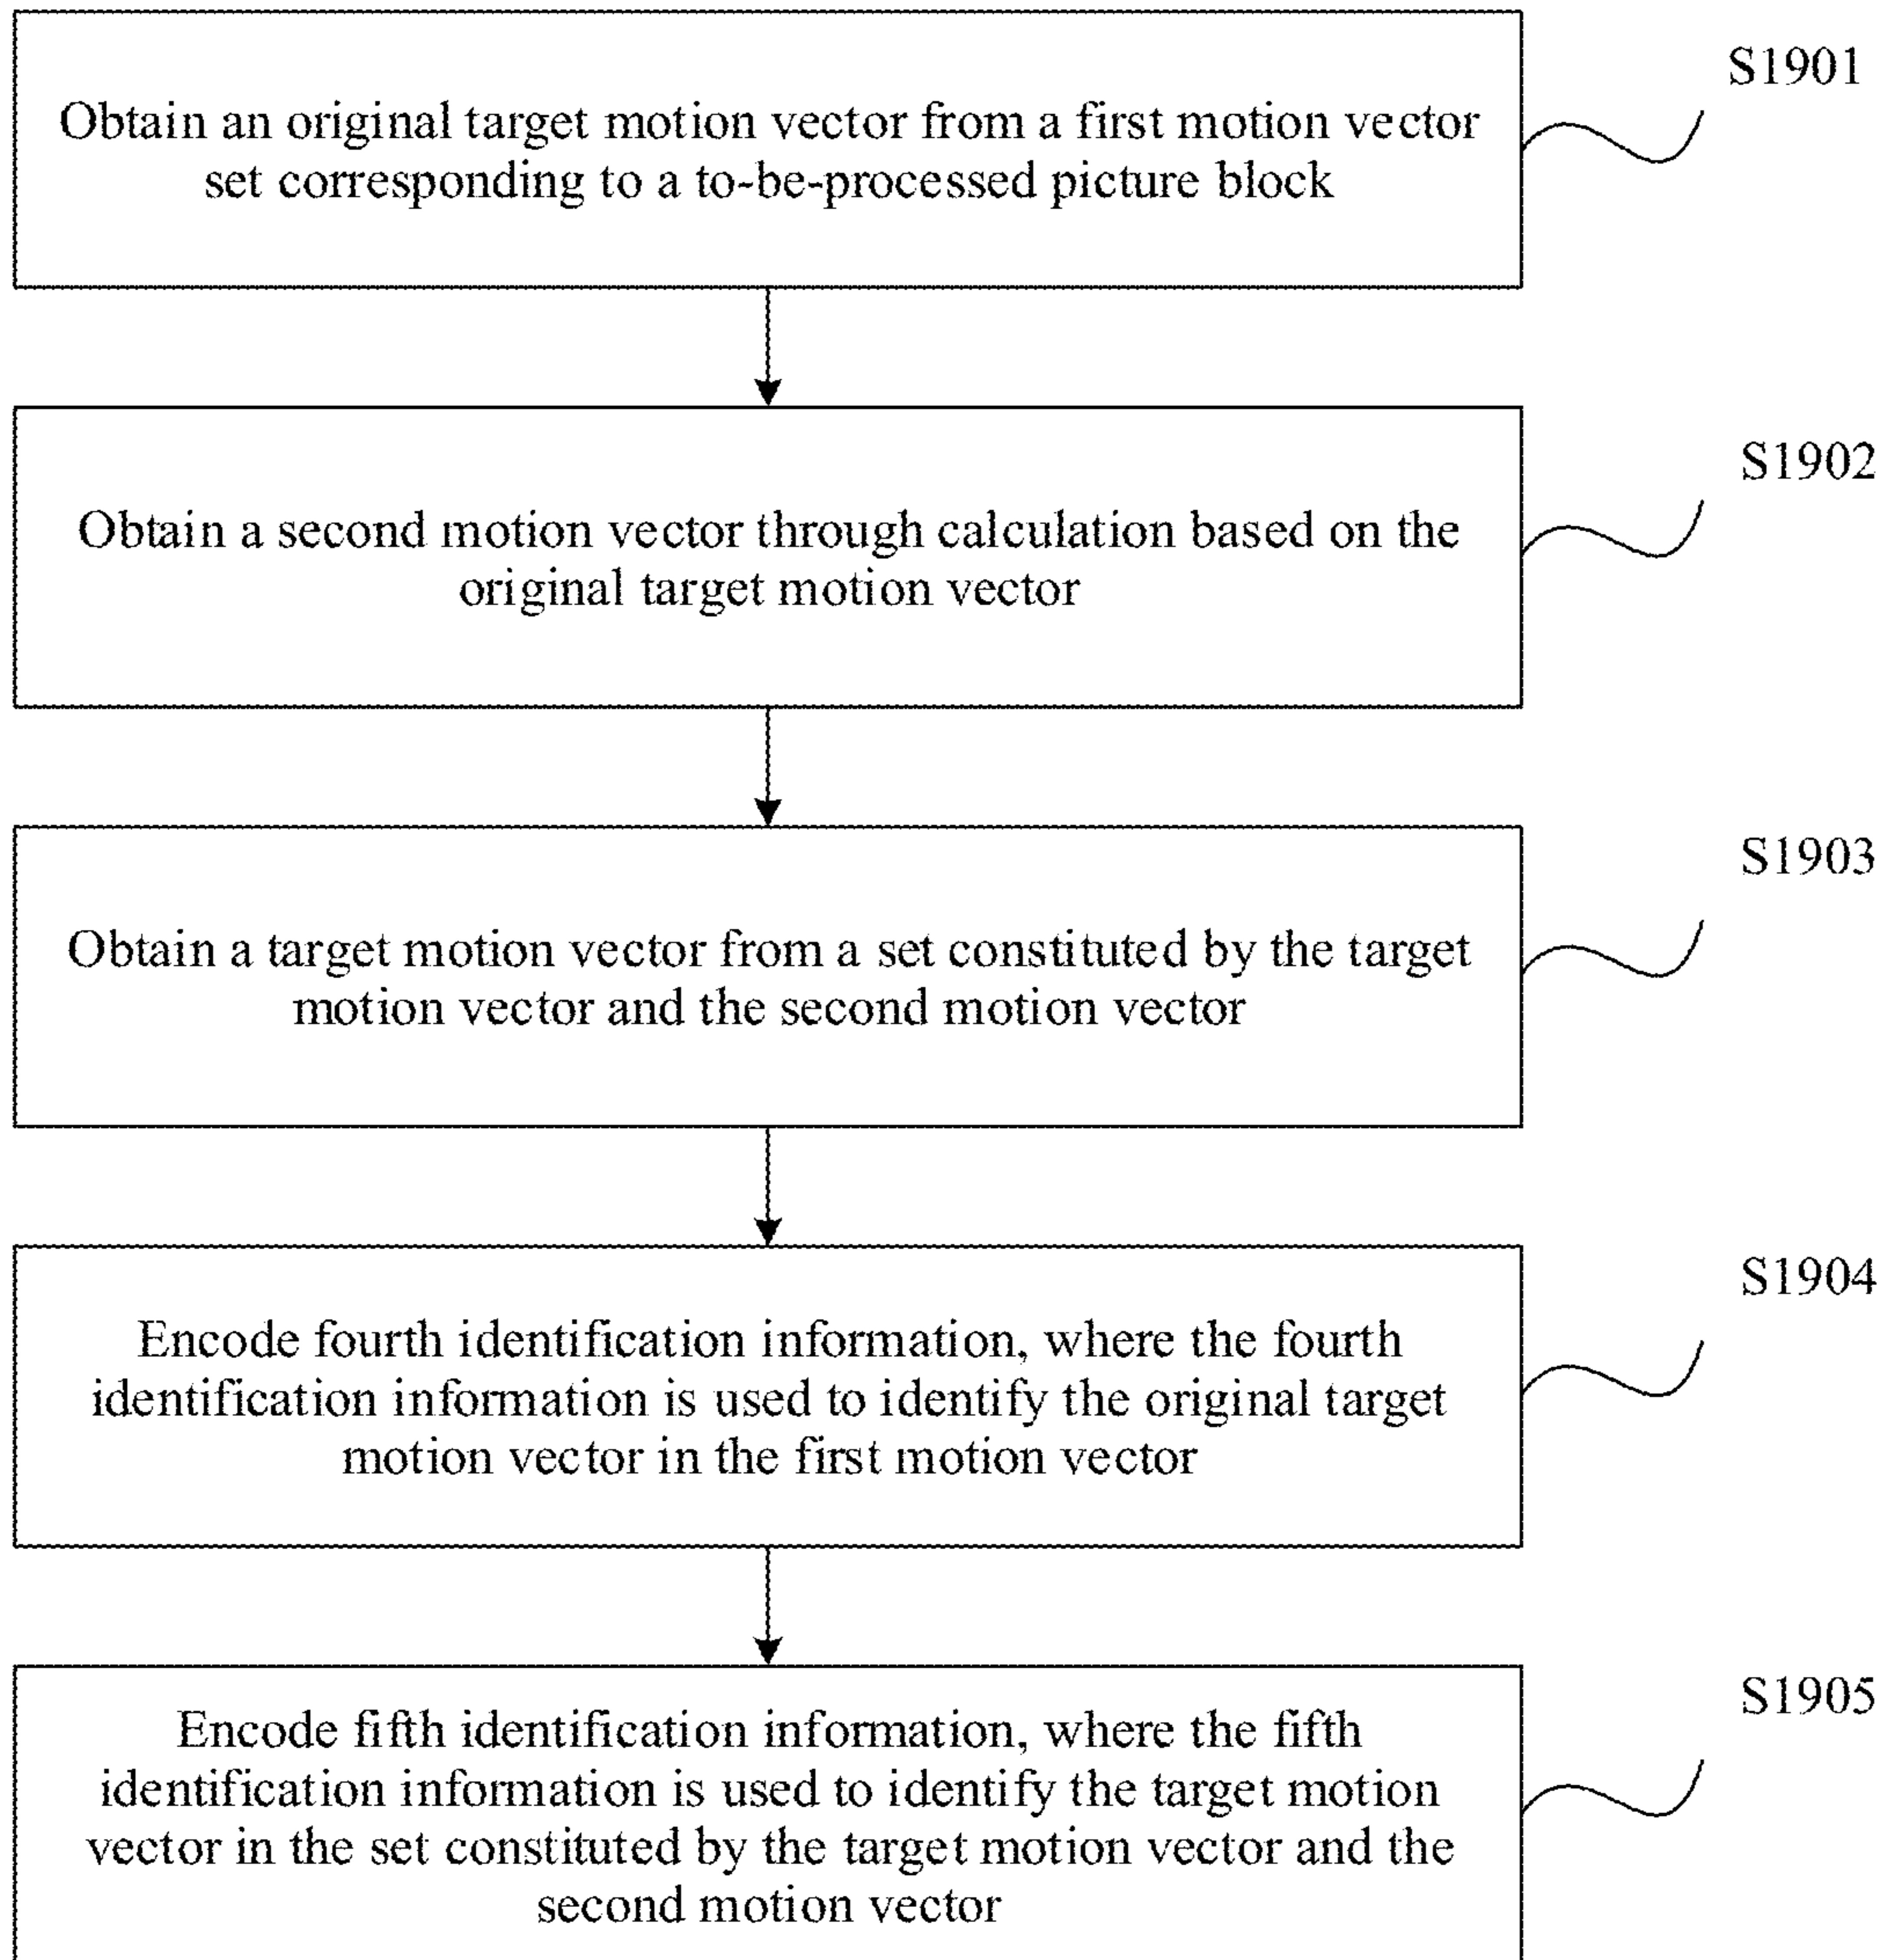 S1901
Obtain an original target motion vector from a first motion vector
set corresponding to a to-be-processed picture block
S1902
Obtain a second motion vector through calculation based on the
original target motion vector
S1903
Obtain a target motion vector from a set constituted by the target
motion vector and the second motion vector
S1904
Encode fourth identification information, where the fourth
identification information is used to identify the original target
motion vector in the first motion vector
S1905
Encode fifth identification information, where the fifth
identification information is used to identify the target motion
vector in the set constituted by the target motion vector and the
second motion vector